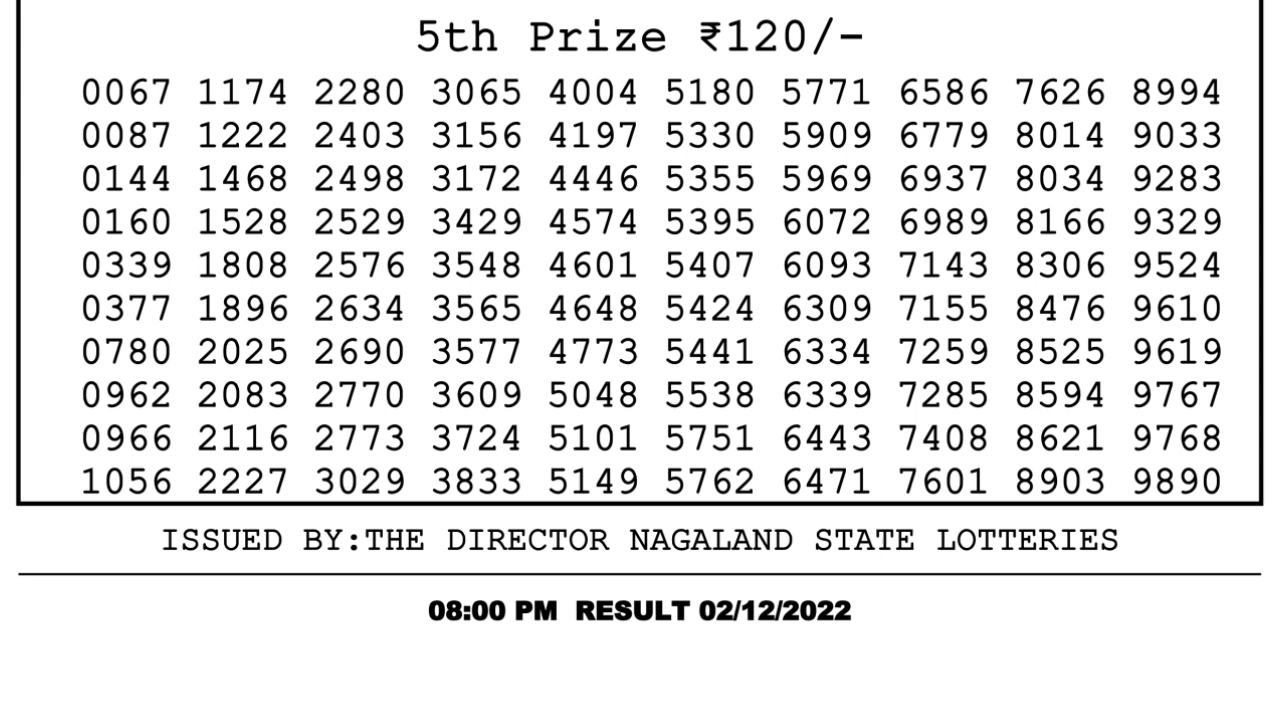 5th Prize ₹120/-
0067 1174 2280 3065 4004 5180 5771 6586 7626 8994
0087 1222 2403 3156 4197 5330 5909 6779 8014 9033
0144 1468 2498 3172 4446 5355 5969 6937 8034 9283
0160 1528 2529 3429 4574 5395 6072 6989 8166 9329
0339 1808 2576 3548 4601 5407 6093 7143 8306 9524
0377 1896 2634 3565 4648 5424 6309 7155 8476 9610
0780 2025 2690 3577 4773 5441 6334 7259 8525 9619
0962 2083 2770 3609 5048 5538 6339 7285 8594 9767
0966 2116 2773 3724 5101 5751 6443 7408 8621 9768
1056 2227 3029 3833 5149 5762 6471 7601 8903 9890
ISSUED BY:THE DIRECTOR NAGALAND STATE LOTTERIES
08:00 PM RESULT 02/12/2022